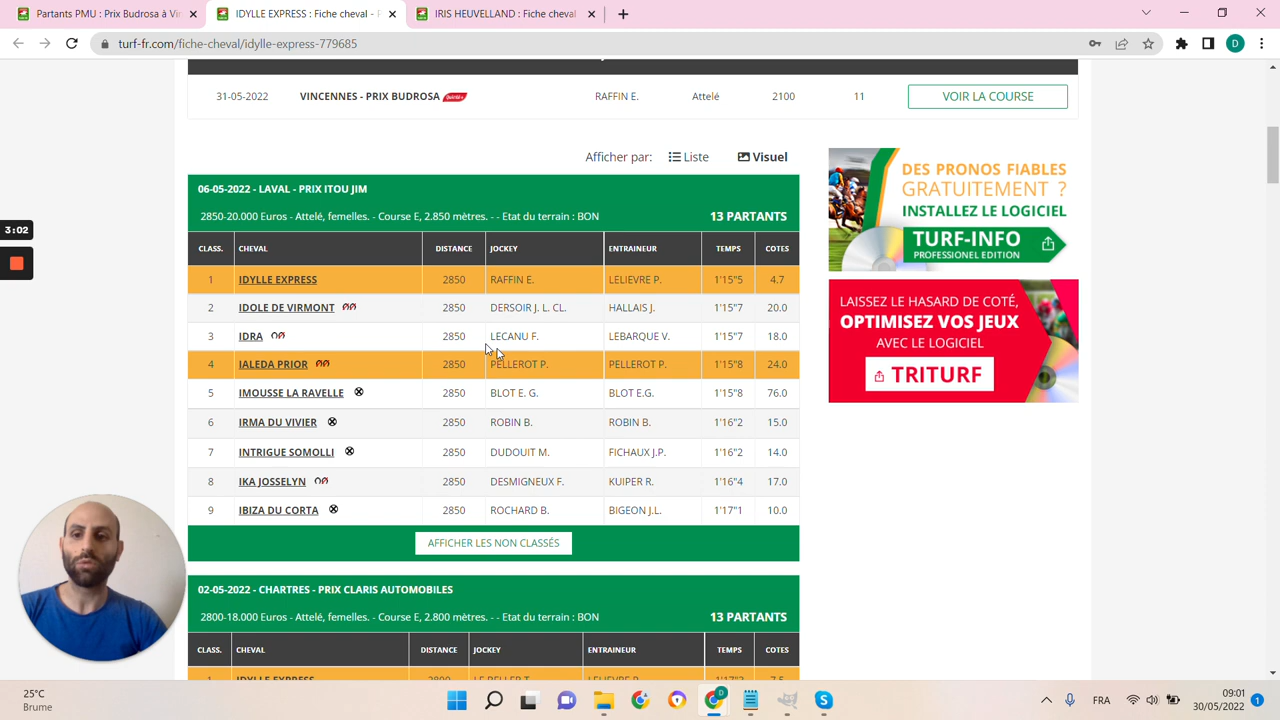 Partants PMU : Prix Budrosa à Vin
IDYLLE EXPRESS : Fiche cheval - P
IRIS HEUVELLAND : Fiche cheval
turf-fr.com/fiche-cheval/idylle-express-779685
D
31-05-2022 VINCENNES - PRIX BUDROSA RAFFIN E. Attelé 2100 11 VOIR LA COURSE
Afficher par: Liste Visuel
06-05-2022 - LAVAL - PRIX ITOU JIM
2850-20.000 Euros - Attelé, femelles. - Course E, 2.850 mètres. - - Etat du terrain : BON 13 PARTANTS
CLASS. CHEVAL DISTANCE JOCKEY ENTRAINEUR TEMPS COTES
1 IDYLLE EXPRESS 2850 RAFFIN E. LELIEVRE P. 1'15"5 4.7
2 IDOLE DE VIRMONT 2850 DERSOIR J. L. CL. HALLAIS J. 1'15"7 20.0
3 IDRA 2850 LECANU F. LEBARQUE V. 1'15"7 18.0
4 IALEDA PRIOR 2850 PELLEROT P. PELLEROT P. 1'15"8 24.0
5 IMOUSSE LA RAVELLE 2850 BLOT E. G. BLOT E.G. 1'15"8 76.0
6 IRMA DU VIVIER 2850 ROBIN B. ROBIN B. 1'16"2 15.0
7 INTRIGUE SOMOLLI 2850 DUDOUIT M. FICHAUX J.P. 1'16"2 14.0
8 IKA JOSSELYN 2850 DESMIGNEUX F. KUIPER R. 1'16"4 17.0
9 IBIZA DU CORTA 2850 ROCHARD B. BIGEON J.L. 1'17"1 10.0
AFFICHER LES NON CLASSÉS
02-05-2022 - CHARTRES - PRIX CLARIS AUTOMOBILES
2800-18.000 Euros - Attelé, femelles. - Course E, 2.800 mètres. - - Etat du terrain : BON 13 PARTANTS
CLASS. CHEVAL DISTANCE JOCKEY ENTRAINEUR TEMPS COTES
DES PRONOS FIABLES
GRATUITEMENT ?
INSTALLEZ LE LOGICIEL
TURF-INFO
PROFESSIONEL EDITION
LAISSEZ LE HASARD DE COTÉ,
OPTIMISEZ VOS JEUX
AVEC LE LOGICIEL
TRITURF
3:02
25°C
Brume
D
FRA
09:01
30/05/2022
1